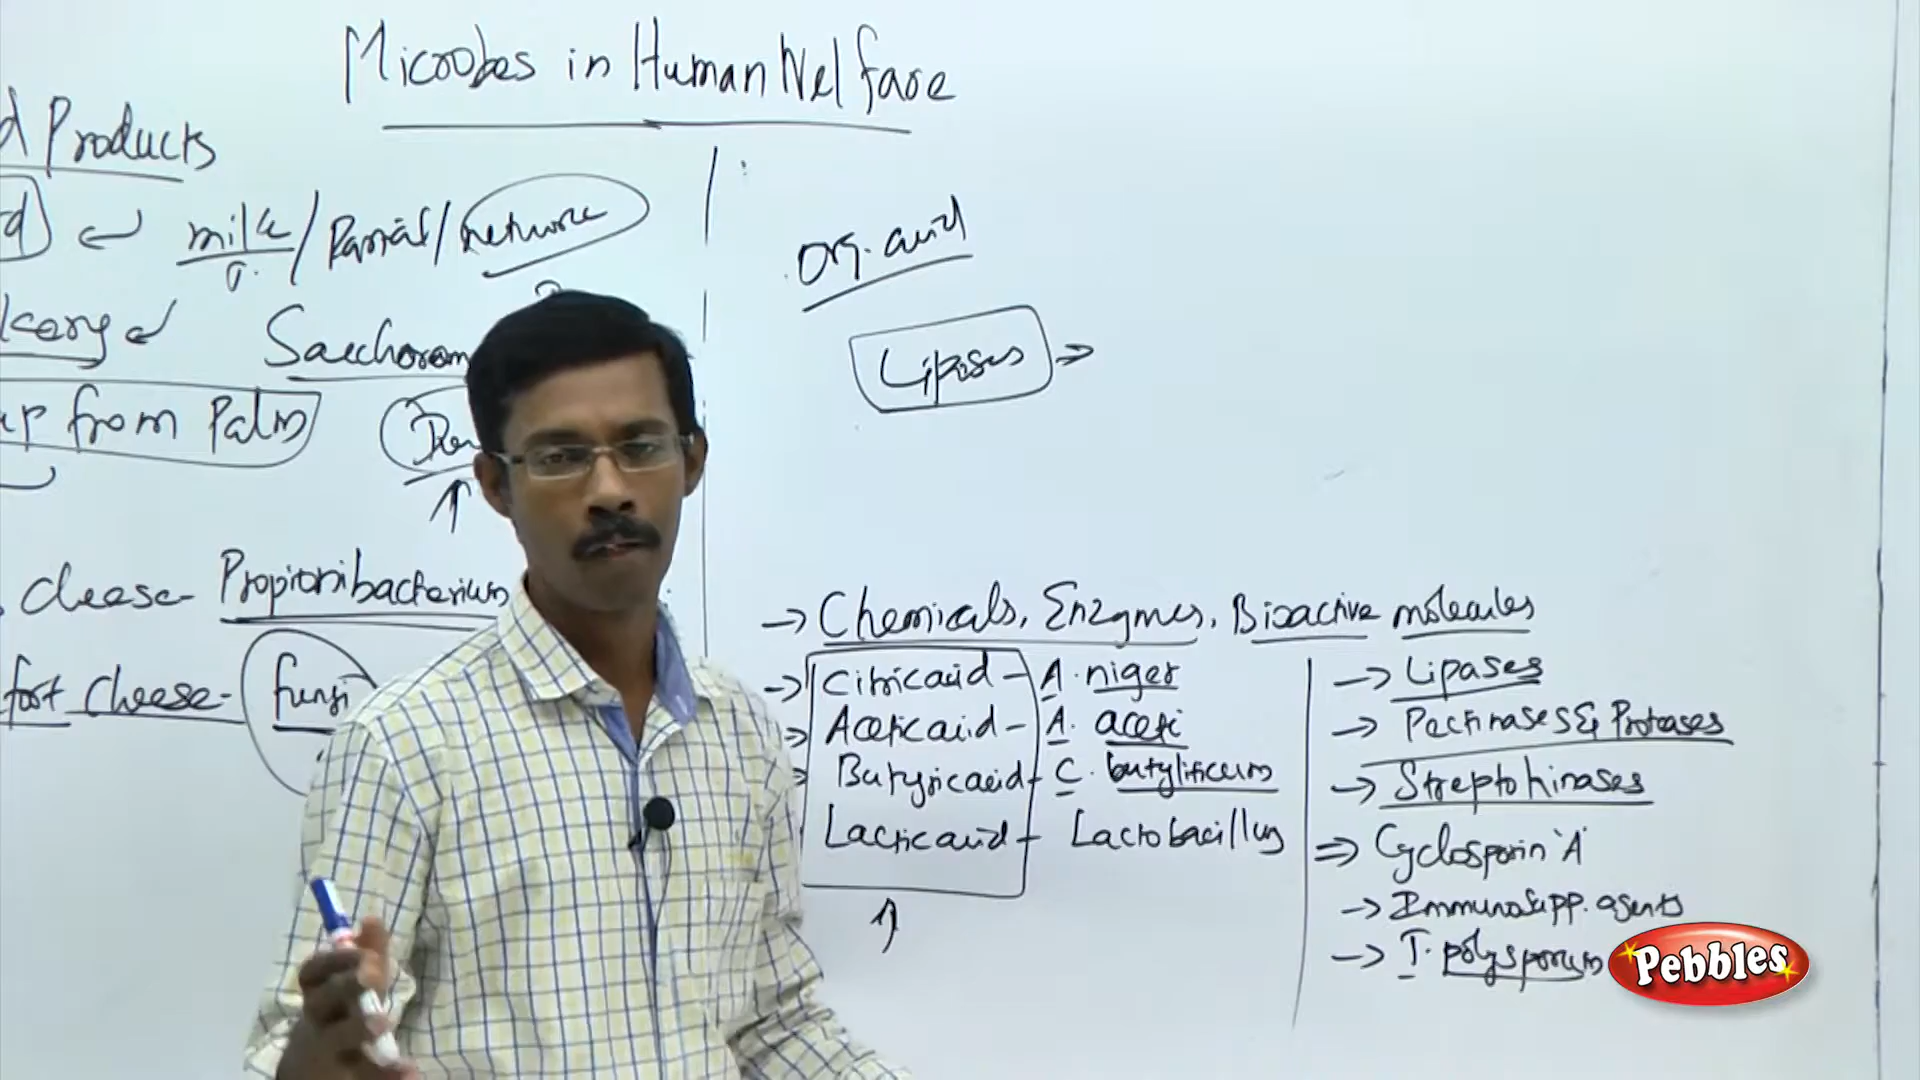 Microbes in Human Welfare
d Products
milk / Partial / network
Saccharom
up from Palm
cheese - Propionibacterium
fort cheese - fungi
Org. acid
Lipases →
→ Chemicals, Enzymes, Bioactive molecules
→ Citric acid - A. niger
→ Acetic acid - A. aceti
→ Butyric acid - C. butyliticum
Lactic acid - Lactobacillus
→ Lipases
→ Pectinases & Proteases
→ Streptokinases
⇒ Cyclosporin 'A'
→ Immunosupp. agents
→ T. polysporum
Pebbles